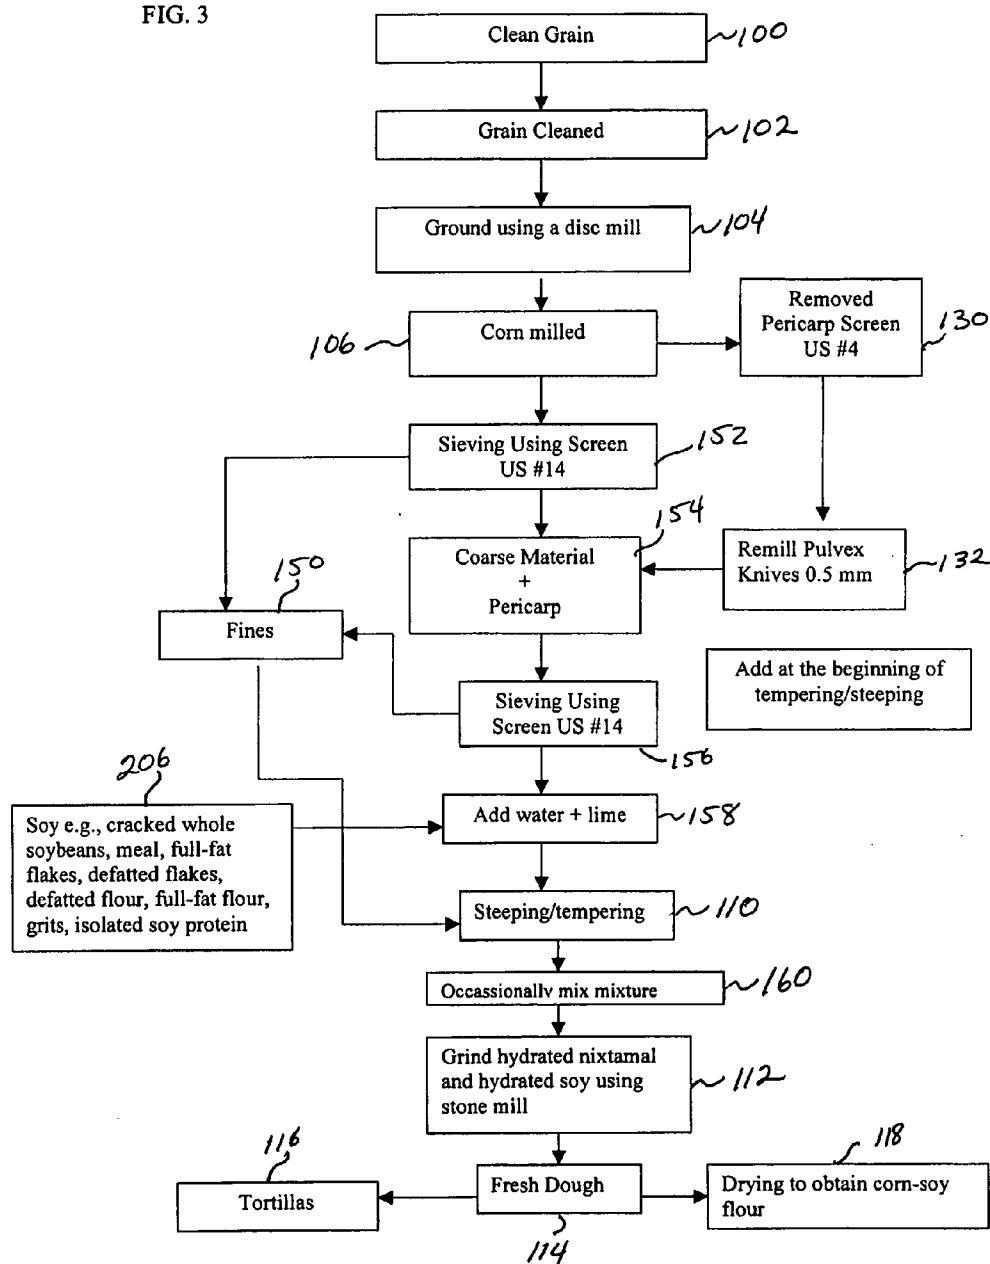 FIG. 3
Clean Grain
100
Grain Cleaned
102
Ground using a disc mill
104
Removed
Pericarp Screen
US #4
130
Corn milled
106
Sieving Using Screen
US #14
152
154
Coarse Material
+
Pericarp
Remill Pulvex
Knives 0.5 mm
132
150
Fines
Add at the beginning of
tempering/steeping
Sieving Using
Screen US #14
156
206
Soy e.g., cracked whole
soybeans, meal, full-fat
flakes, defatted flakes,
defatted flour, full-fat flour,
grits, isolated soy protein
Add water + lime
158
Steeping/tempering
110
Occassionally mix mixture
160
Grind hydrated nixtamal
and hydrated soy using
stone mill
112
116
Tortillas
Fresh Dough
114
118
Drying to obtain corn-soy
flour